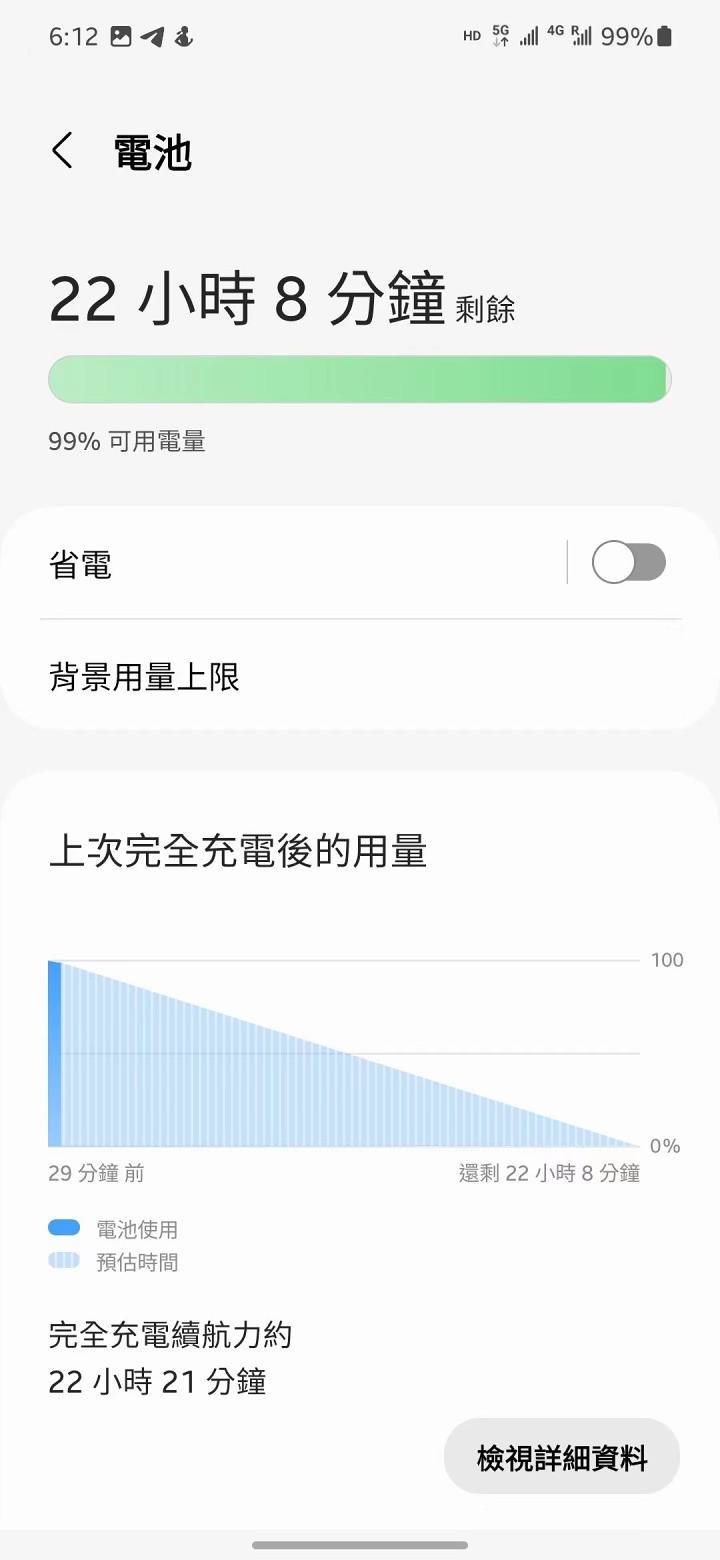 6:12 HD 5G 4G R 99%
電池
22 小時 8 分鐘 剩餘
99% 可用電量
省電
背景用量上限
上次完全充電後的用量
100
0%
29 分鐘 前 還剩 22 小時 8 分鐘
電池使用
預估時間
完全充電續航力約
22 小時 21 分鐘
檢視詳細資料